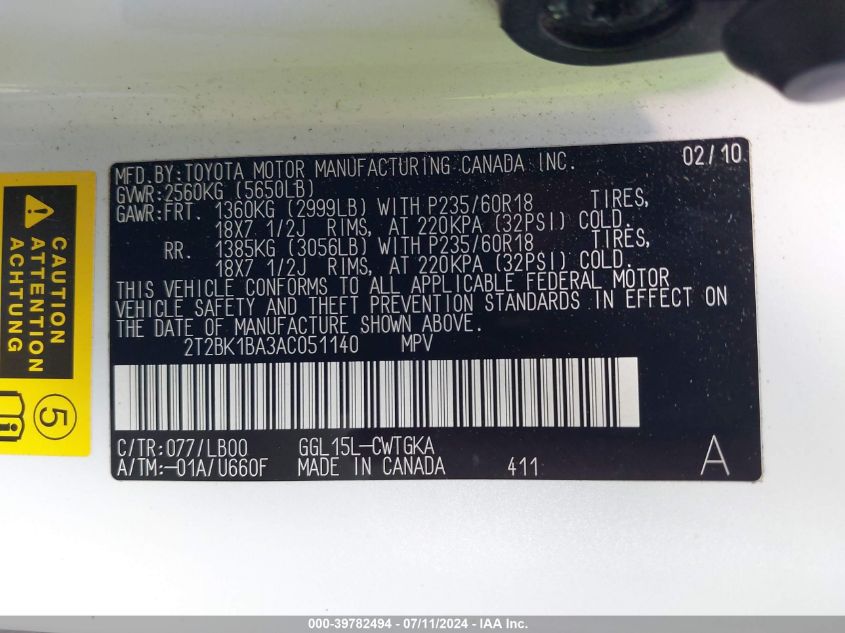 MFD.BY:TOYOTA MOTOR MANUFACTURING CANADA INC. 02/10
GVWR:2560KG (5650LB)
GAWR:FRT. 1360KG (2999LB) WITH P235/60R18 TIRES,
18X7 1/2J RIMS, AT 220KPA (32PSI) COLD.
RR. 1385KG (3056LB) WITH P235/60R18 TIRES,
18X7 1/2J RIMS, AT 220KPA (32PSI) COLD.
THIS VEHICLE CONFORMS TO ALL APPLICABLE FEDERAL MOTOR
VEHICLE SAFETY AND THEFT PREVENTION STANDARDS IN EFFECT ON
THE DATE OF MANUFACTURE SHOWN ABOVE.
2T2BK1BA3AC051140 MPV
C/TR:077/LB00 GGL15L-CWTGKA
A/TM:-01A/U660F MADE IN CANADA 411 A
CAUTION
ATTENTION
ACHTUNG
5
000-39782494 - 07/11/2024 - IAA Inc.